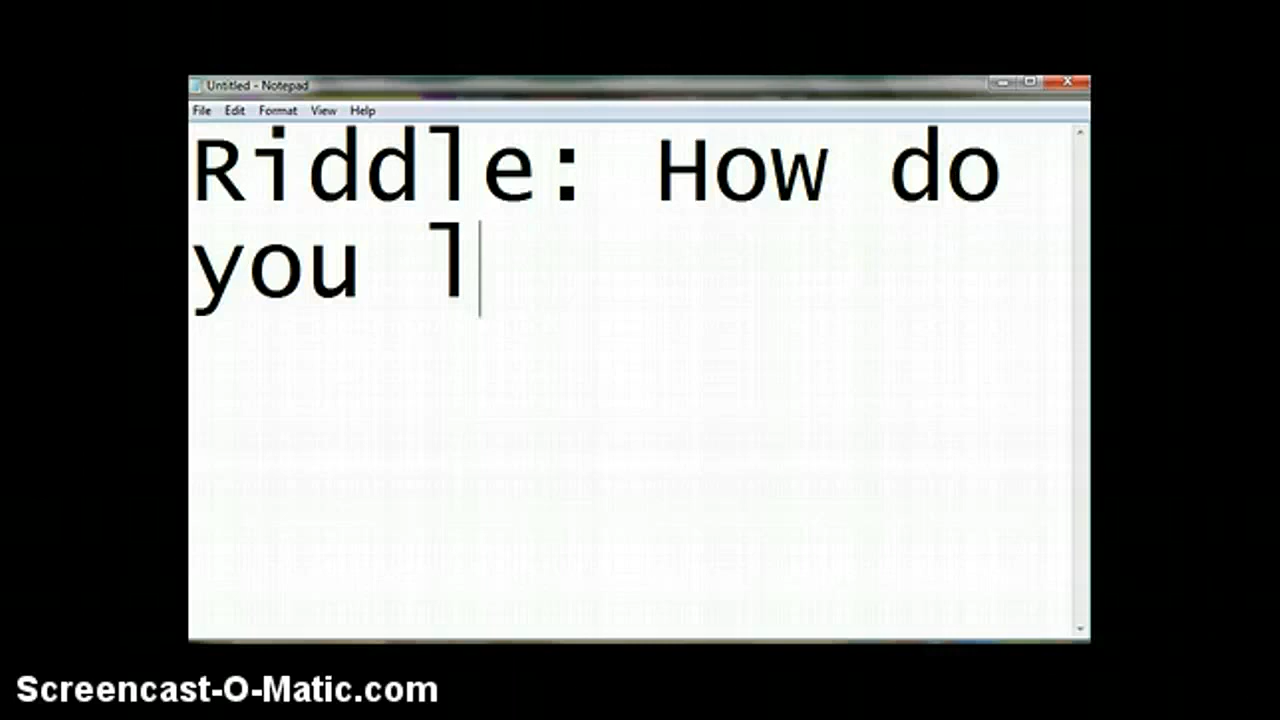 Untitled - Notepad
File Edit Format View Help
Riddle: How do
you l
Screencast-O-Matic.com